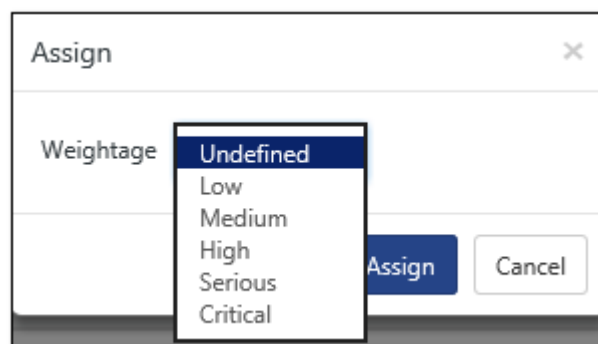 Assign ×
Weightage
Undefined
Low
Medium
High
Serious
Critical
Assign Cancel